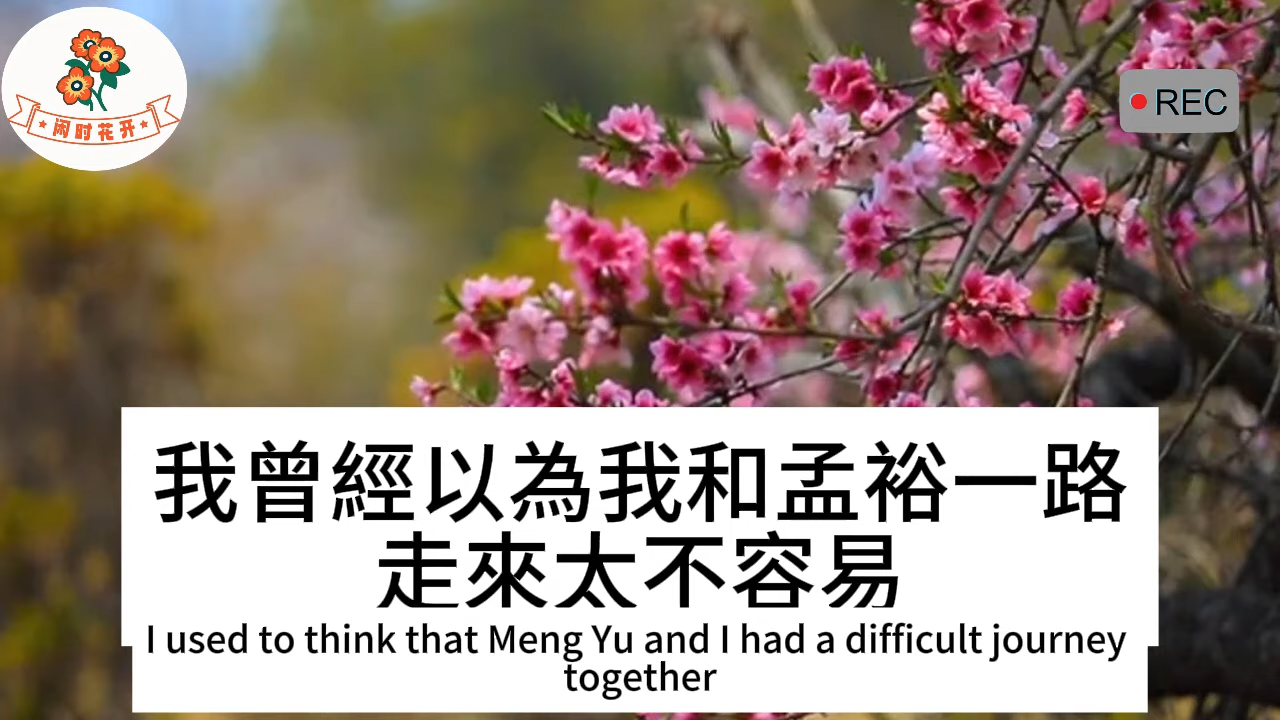 闲时花开
REC
我曾經以為我和孟裕一路
走來太不容易
I used to think that Meng Yu and I had a difficult journey
together